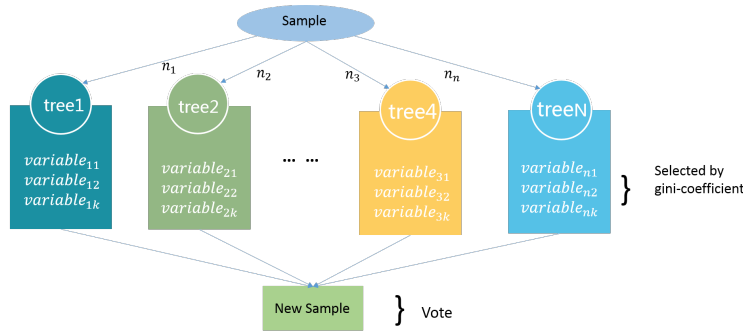 Sample
n₁ n₂ n₃ nₙ
tree1 tree2 tree4 treeN
variable₁₁
variable₁₂
variable₁ₖ
variable₂₁
variable₂₂
variable₂ₖ
... ...
variable₃₁
variable₃₂
variable₃ₖ
variableₙ₁
variableₙ₂
variableₙₖ
} Selected by
gini-coefficient
New Sample } Vote